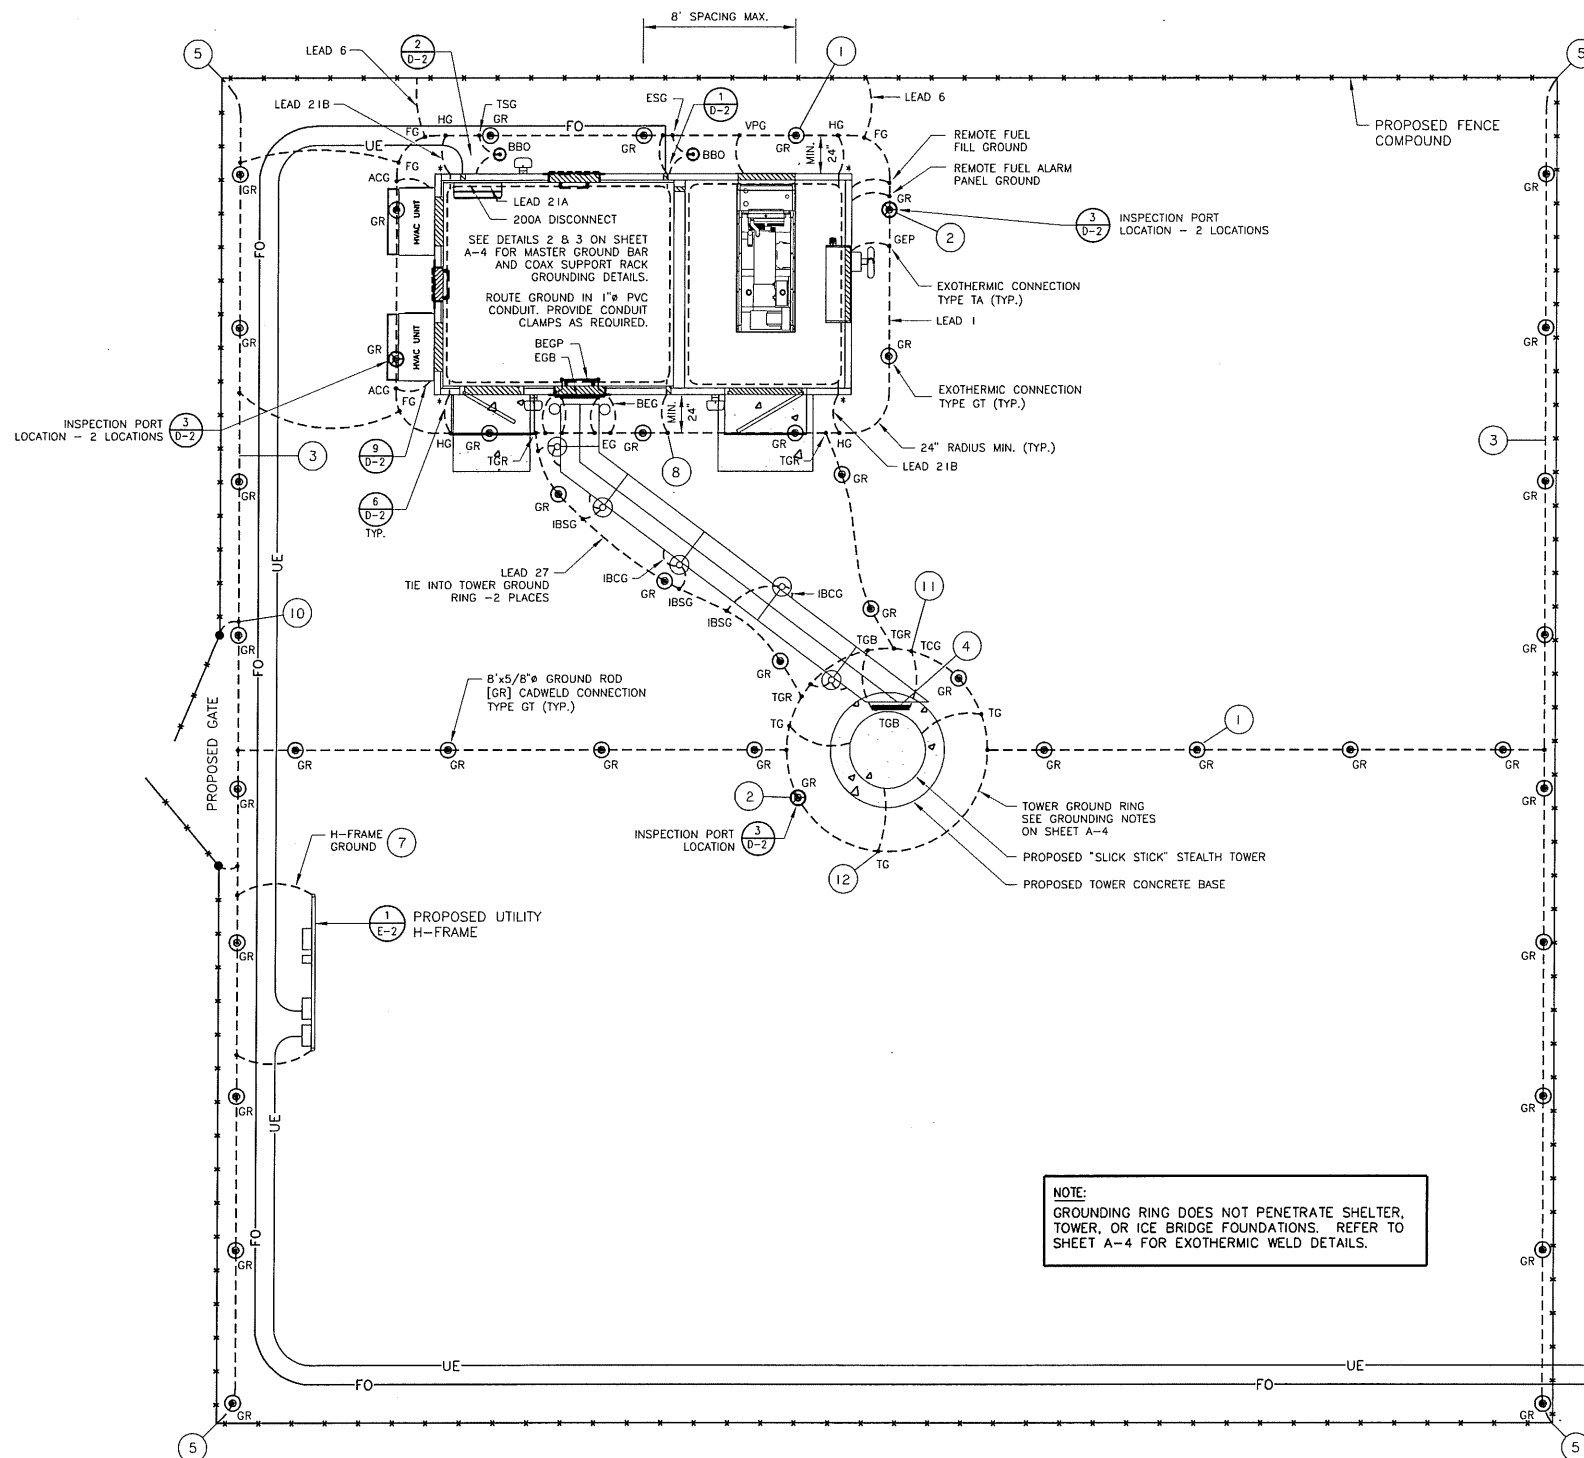 8' SPACING MAX.
5
LEAD 6
2
D-2
1
5
LEAD 21B
HG
TSG
GR
FO
ESG
1
D-2
VPG
HG
LEAD 6
FG
GR
BBO
GR
BBO
GR
MIN.
24"
FG
REMOTE FUEL
FILL GROUND
PROPOSED FENCE
COMPOUND
UE
FG
ACG
*
*
REMOTE FUEL ALARM
PANEL GROUND
GR
GR
GR
HVAC UNIT
LEAD 21A
200A DISCONNECT
GR
2
3
D-2
INSPECTION PORT
LOCATION - 2 LOCATIONS
FO
SEE DETAILS 2 & 3 ON SHEET
A-4 FOR MASTER GROUND BAR
AND COAX SUPPORT RACK
GROUNDING DETAILS.
GEP
EXOTHERMIC CONNECTION
TYPE TA (TYP.)
ROUTE GROUND IN 1"ø PVC
CONDUIT. PROVIDE CONDUIT
CLAMPS AS REQUIRED.
LEAD 1
GR
GR
HVAC UNIT
GR
BEGP
EGB
GR
ACG
FG
*
BEG
MIN.
24"
*
EXOTHERMIC CONNECTION
TYPE GT (TYP.)
INSPECTION PORT
LOCATION - 2 LOCATIONS
3
D-2
3
HG
GR
TGR
EG
GR
8
GR
TGR
HG
24" RADIUS MIN. (TYP.)
LEAD 21B
3
9
D-2
GR
6
D-2
TYP.
GR
IBSG
GR
GR
UE
LEAD 27
TIE INTO TOWER GROUND
RING -2 PLACES
IBCG
GR
IBSG
IBSG
IBCG
11
10
GR
GR
TGR
TGB
TCG
4
GR
FO
PROPOSED GATE
8'x5/8"ø GROUND ROD
[GR] CADWELD CONNECTION
TYPE GT (TYP.)
GR
TGR
TG
GR
TG
TGB
1
GR
GR
GR
GR
GR
GR
GR
GR
GR
GR
2
GR
INSPECTION PORT
LOCATION
3
D-2
TOWER GROUND RING
SEE GROUNDING NOTES
ON SHEET A-4
H-FRAME
GROUND
7
12
TG
PROPOSED "SLICK STICK" STEALTH TOWER
PROPOSED TOWER CONCRETE BASE
1
E-2
PROPOSED UTILITY
H-FRAME
GR
GR
GR
GR
UE
NOTE:
GROUNDING RING DOES NOT PENETRATE SHELTER,
TOWER, OR ICE BRIDGE FOUNDATIONS. REFER TO
SHEET A-4 FOR EXOTHERMIC WELD DETAILS.
FO
GR
GR
UE
UE
FO
FO
GR
GR
5
5